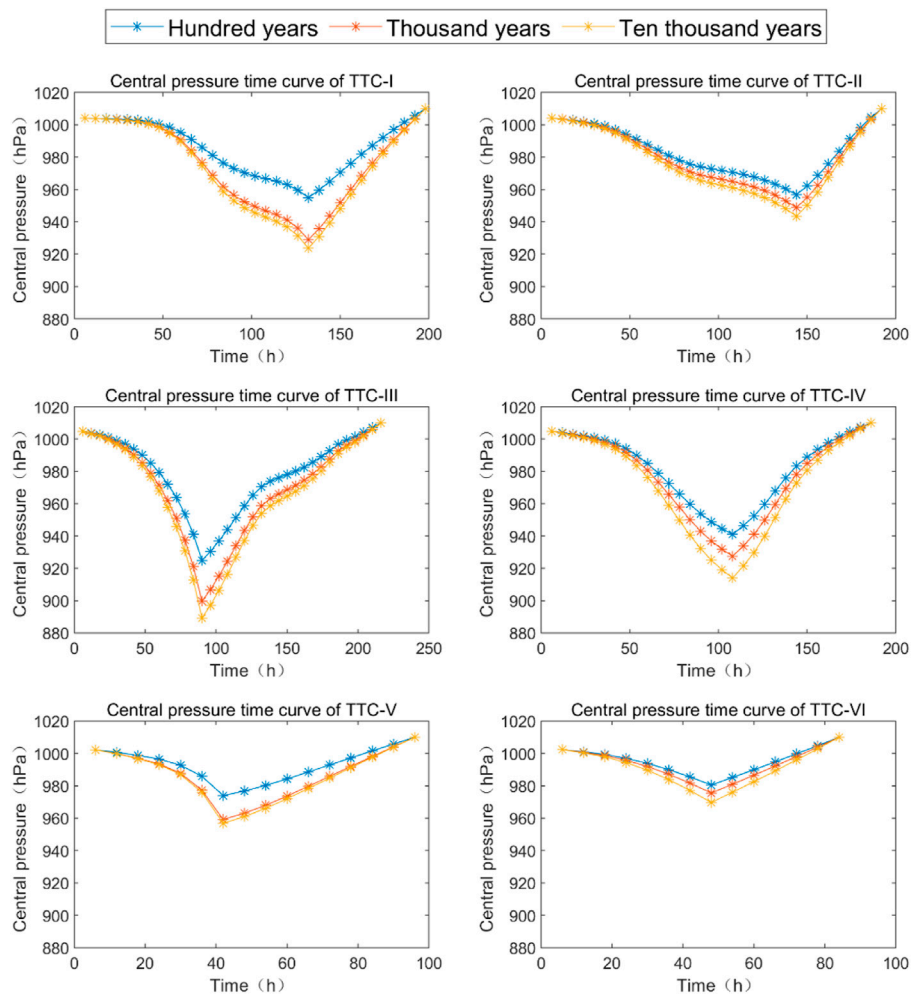 Hundred years Thousand years Ten thousand years
Central pressure time curve of TTC-I
Central pressure（hPa）
1020
1000
980
960
940
920
900
880
0 50 100 150 200
Time（h）
Central pressure time curve of TTC-II
Central pressure（hPa）
1020
1000
980
960
940
920
900
880
0 50 100 150 200
Time（h）
Central pressure time curve of TTC-III
Central pressure（hPa）
1020
1000
980
960
940
920
900
880
0 50 100 150 200 250
Time（h）
Central pressure time curve of TTC-IV
Central pressure（hPa）
1020
1000
980
960
940
920
900
880
0 50 100 150 200
Time（h）
Central pressure time curve of TTC-V
Central pressure（hPa）
1020
1000
980
960
940
920
900
880
0 20 40 60 80 100
Time（h）
Central pressure time curve of TTC-VI
Central pressure（hPa）
1020
1000
980
960
940
920
900
880
0 20 40 60 80 100
Time（h）